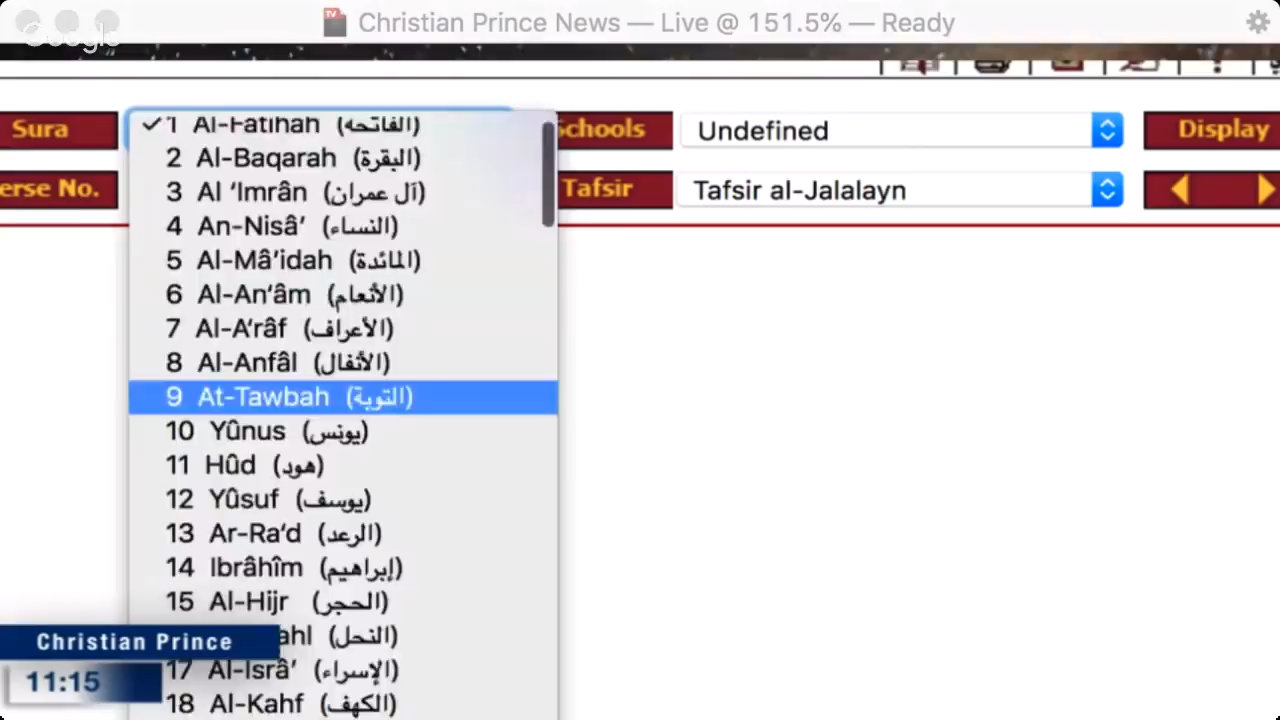 Christian Prince News — Live @ 151.5% — Ready
Google
Sura
Schools
Undefined
Display
erse No.
Tafsir
Tafsir al-Jalalayn
✓ 1 Al-Fatihah (الفاتحه)
2 Al-Baqarah (البقرة)
3 Al ‘Imrân (آل عمران)
4 An-Nisâ’ (النساء)
5 Al-Mâ’idah (المائدة)
6 Al-An‘âm (الأنعام)
7 Al-A‘râf (الأعراف)
8 Al-Anfâl (الأنفال)
9 At-Tawbah (التوبة)
10 Yûnus (يونس)
11 Hûd (هود)
12 Yûsuf (يوسف)
13 Ar-Ra‘d (الرعد)
14 Ibrâhîm (إبراهيم)
15 Al-Hijr (الحجر)
ahl (النحل)
17 Al-Isrâ’ (الإسراء)
18 Al-Kahf (الكهف)
Christian Prince
11:15